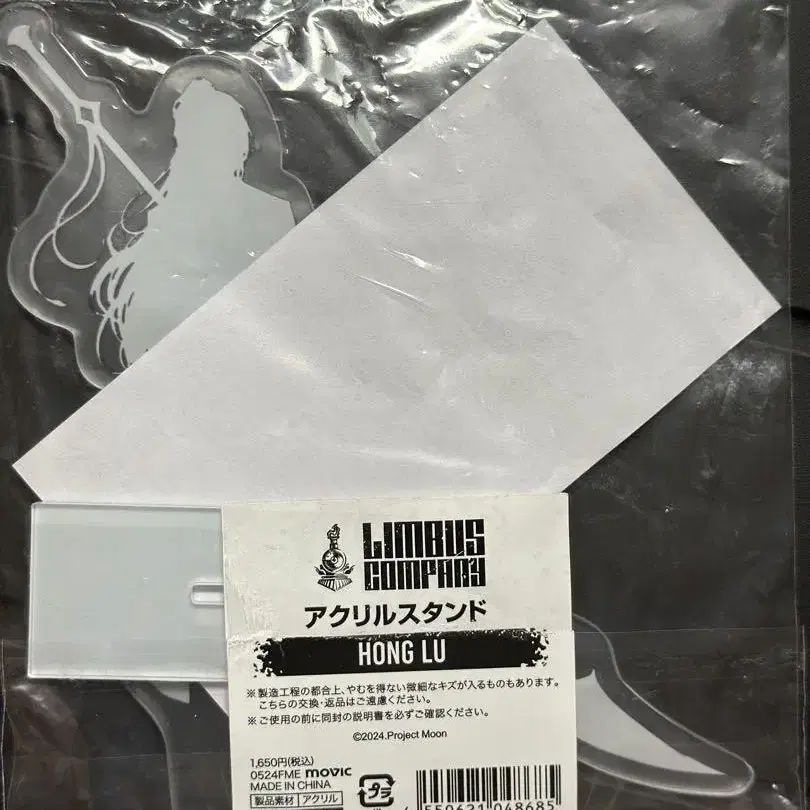 LIMBUS
COMPANY
アクリルスタンド
HONG LU
※製造工程の都合上、やむを得ない微細なキズが入るものもあります。
こちらの交換・返品はご遠慮ください。
※ご使用の前に同封の説明書を必ずご確認ください。
©2024.Project Moon
1,650円(税込)
0524FME movic
MADE IN CHINA
製品素材 アクリル
プラ
4 550621 048685